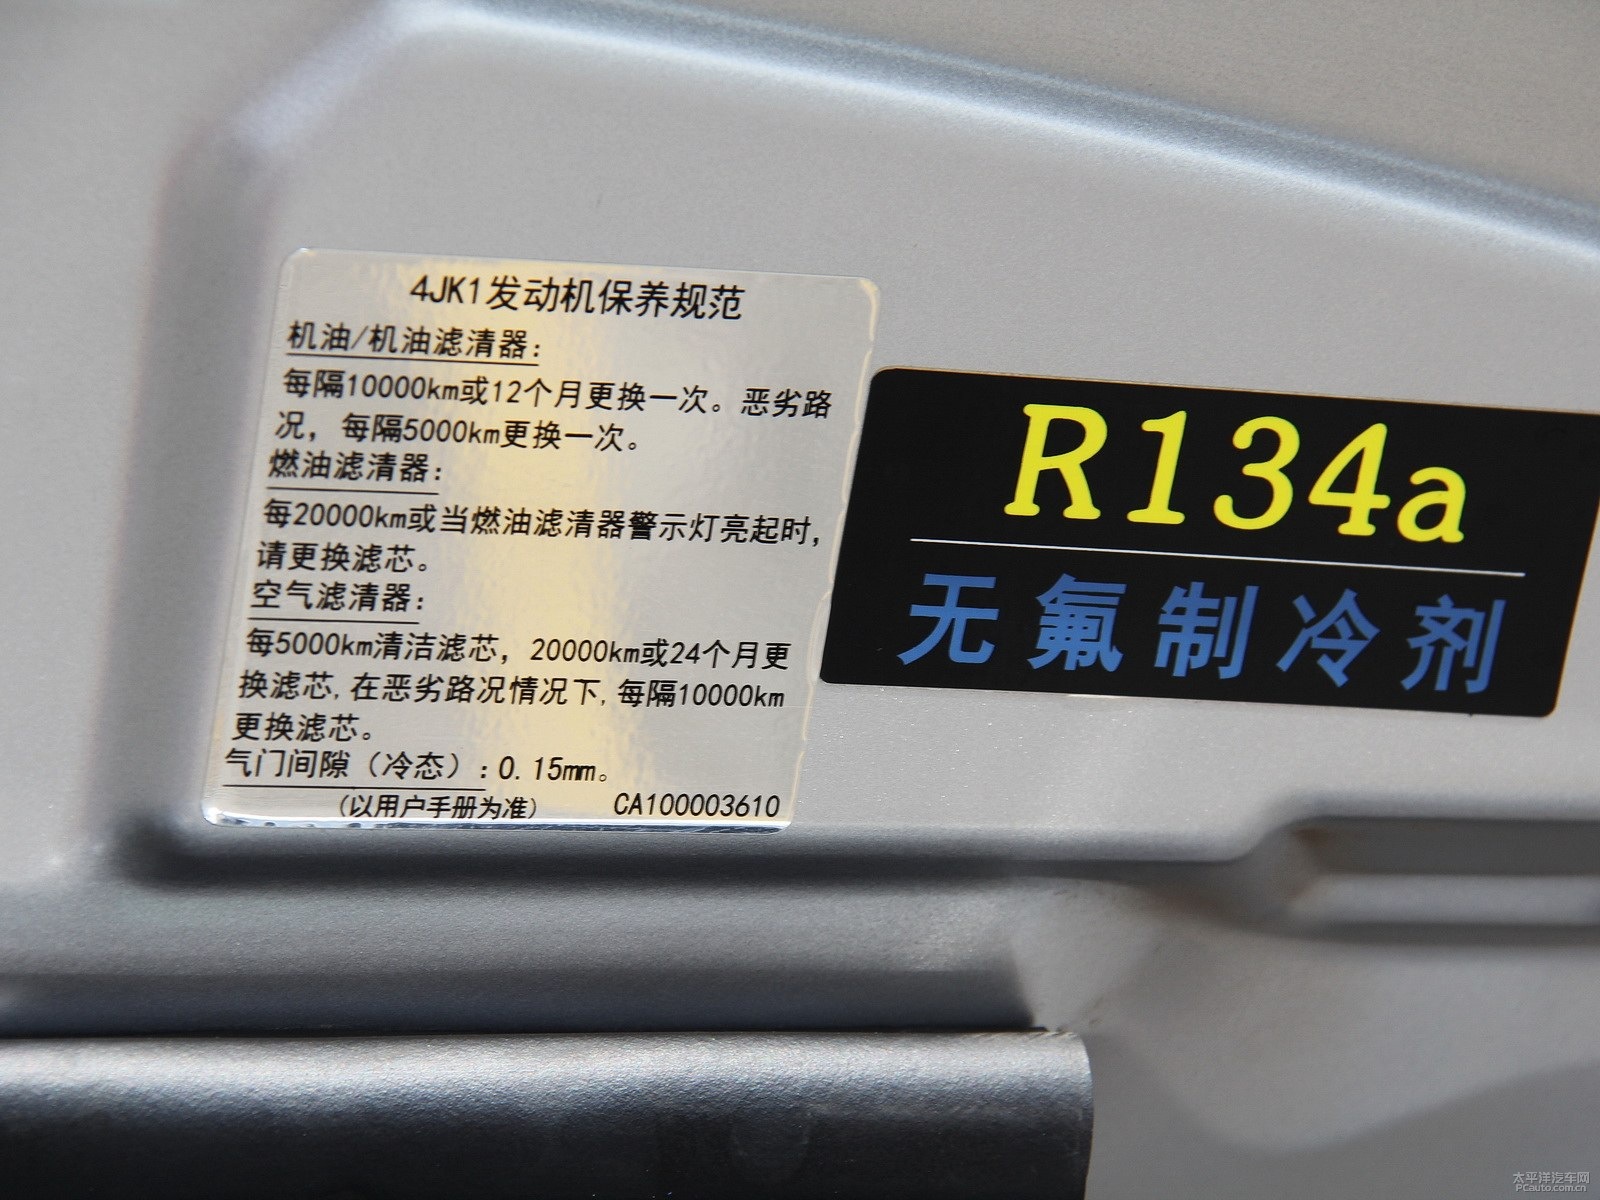 4JK1发动机保养规范
机油/机油滤清器:
每隔10000km或12个月更换一次。恶劣路
况，每隔5000km更换一次。
燃油滤清器:
每20000km或当燃油滤清器警示灯亮起时,
请更换滤芯。
空气滤清器:
每5000km清洁滤芯，20000km或24个月更
换滤芯,在恶劣路况情况下,每隔10000km
更换滤芯。
气门间隙（冷态）:0.15mm。
(以用户手册为准) CA100003610
R134a
无氟制冷剂
太平洋汽车网
PCauto.com.cn